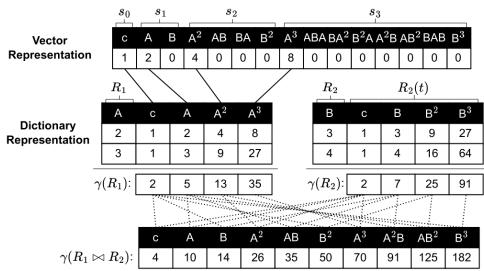 s₀ s₁ s₂ s₃
Vector Representation
c A B A² AB BA B² A³ ABA BA² B²A A²B AB² BAB B³
1 2 0 4 0 0 0 8 0 0 0 0 0 0 0
R₁ R₂ R₂(t)
Dictionary Representation
A c A A² A³ B c B B² B³
2 1 2 4 8 3 1 3 9 27
3 1 3 9 27 4 1 4 16 64
γ(R₁): 2 5 13 35 γ(R₂): 2 7 25 91
c A B A² AB B² A³ A²B AB² B³
γ(R₁ ⋈ R₂): 4 10 14 26 35 50 70 91 125 182